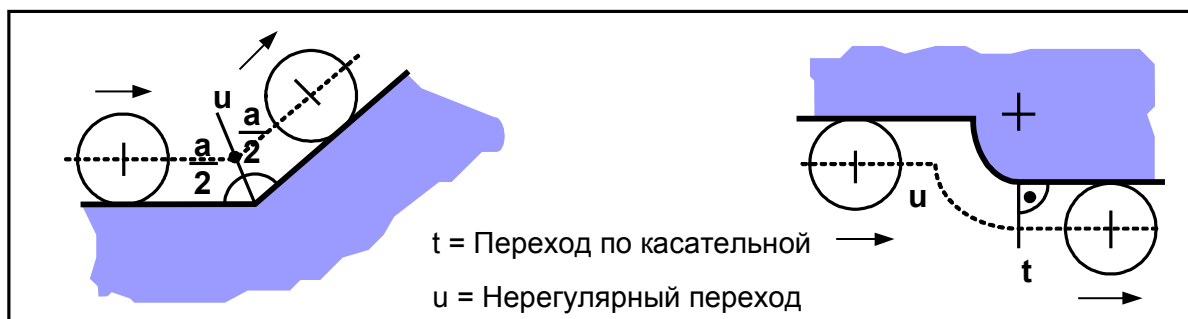 u
a
2
a
2
u
t = Переход по касательной
t
u = Нерегулярный переход